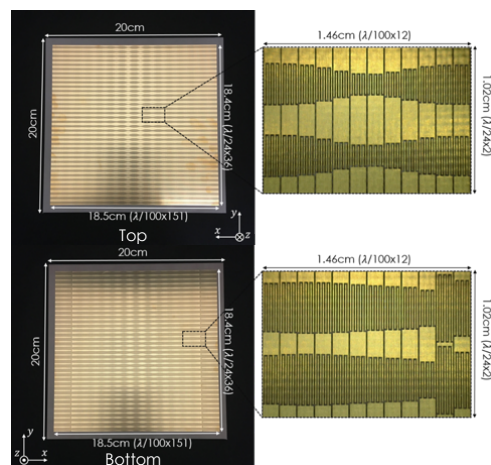 20cm
20cm
18.4cm (λ/24x36)
18.5cm (λ/100x151)
Top
y
x
z
1.46cm (λ/100x12)
1.02cm (λ/24x2)
20cm
20cm
18.4cm (λ/24x36)
18.5cm (λ/100x151)
Bottom
y
z
x
1.46cm (λ/100x12)
1.02cm (λ/24x2)